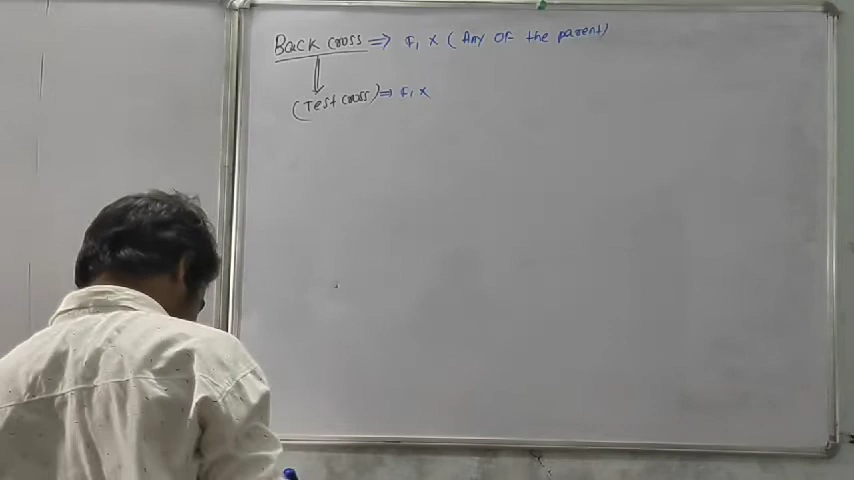 Back cross => F₁ X (Any of the parent)
(Test cross) => F₁ X